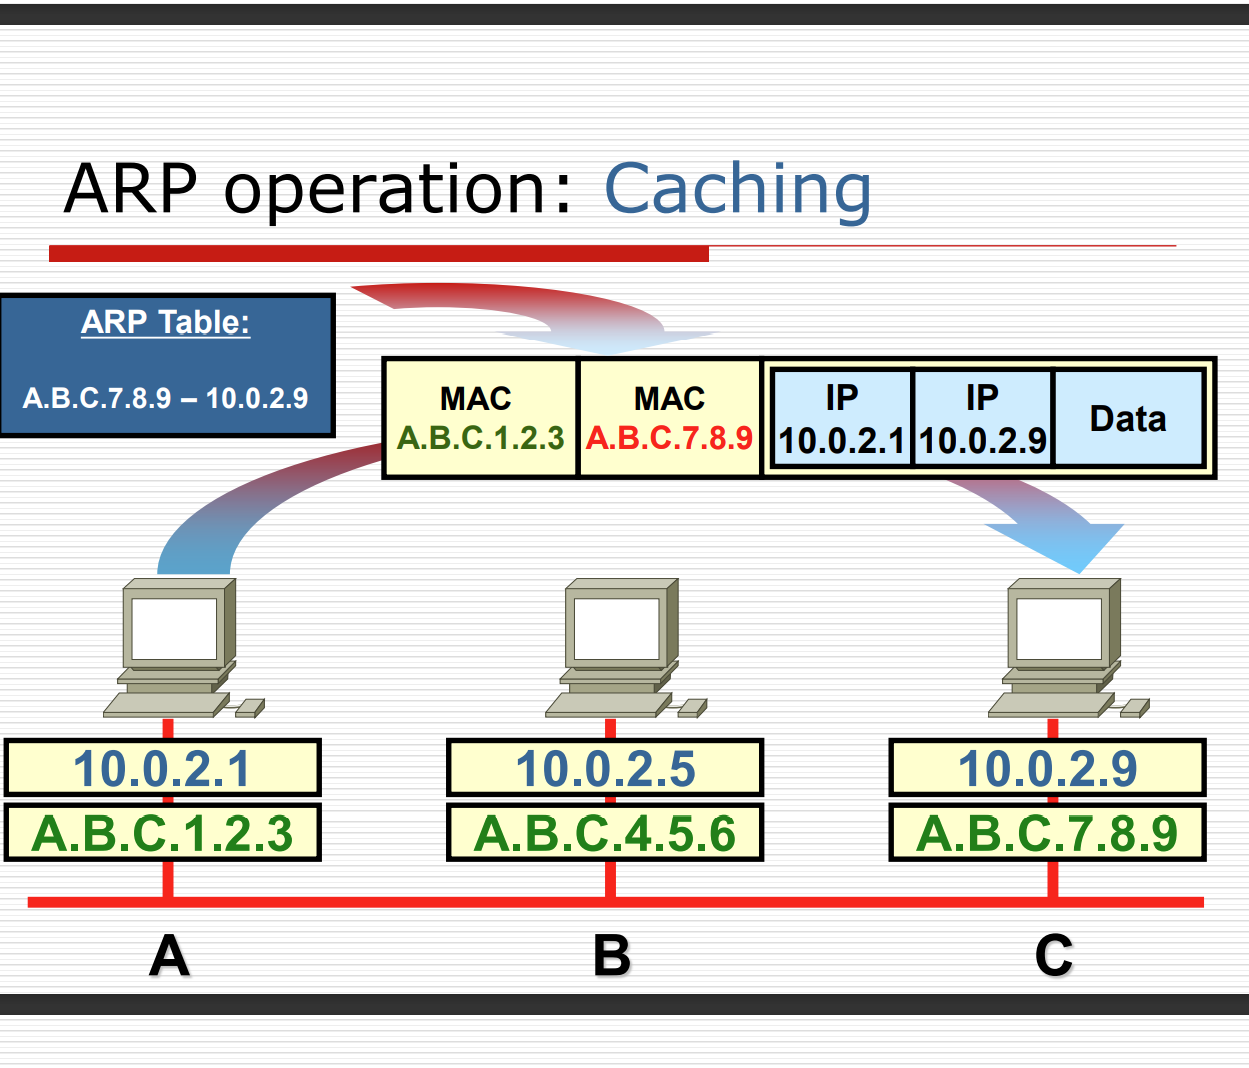 ARP operation: Caching
ARP Table:
A.B.C.7.8.9 – 10.0.2.9
MAC
A.B.C.1.2.3
MAC
A.B.C.7.8.9
IP
10.0.2.1
IP
10.0.2.9
Data
10.0.2.1
A.B.C.1.2.3
10.0.2.5
A.B.C.4.5.6
10.0.2.9
A.B.C.7.8.9
A
B
C